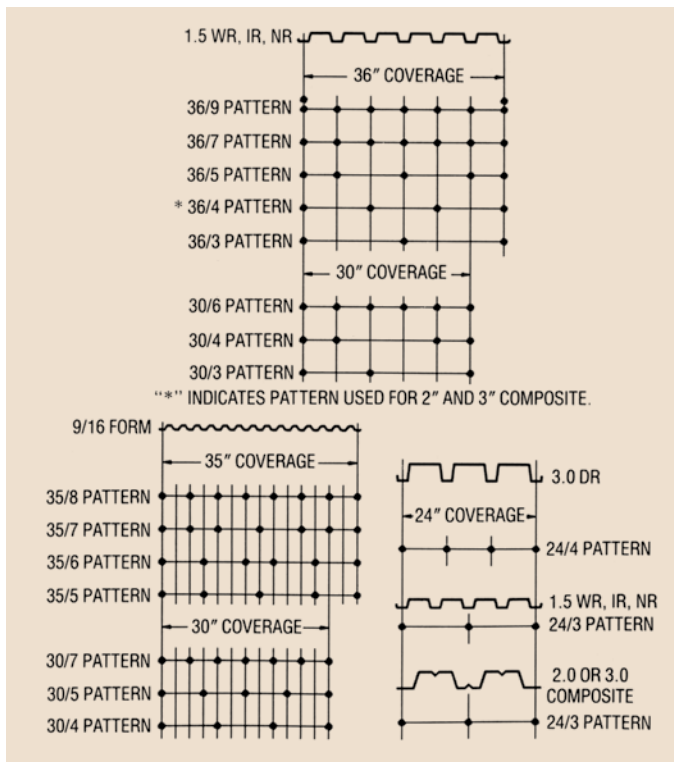 1.5 WR, IR, NR
36″ COVERAGE
36/9 PATTERN
36/7 PATTERN
36/5 PATTERN
* 36/4 PATTERN
36/3 PATTERN
30″ COVERAGE
30/6 PATTERN
30/4 PATTERN
30/3 PATTERN
“*” INDICATES PATTERN USED FOR 2″ AND 3″ COMPOSITE.
9/16 FORM
35″ COVERAGE
35/8 PATTERN
35/7 PATTERN
35/6 PATTERN
35/5 PATTERN
30″ COVERAGE
30/7 PATTERN
30/5 PATTERN
30/4 PATTERN
3.0 DR
24″ COVERAGE
24/4 PATTERN
1.5 WR, IR, NR
24/3 PATTERN
2.0 OR 3.0
COMPOSITE
24/3 PATTERN